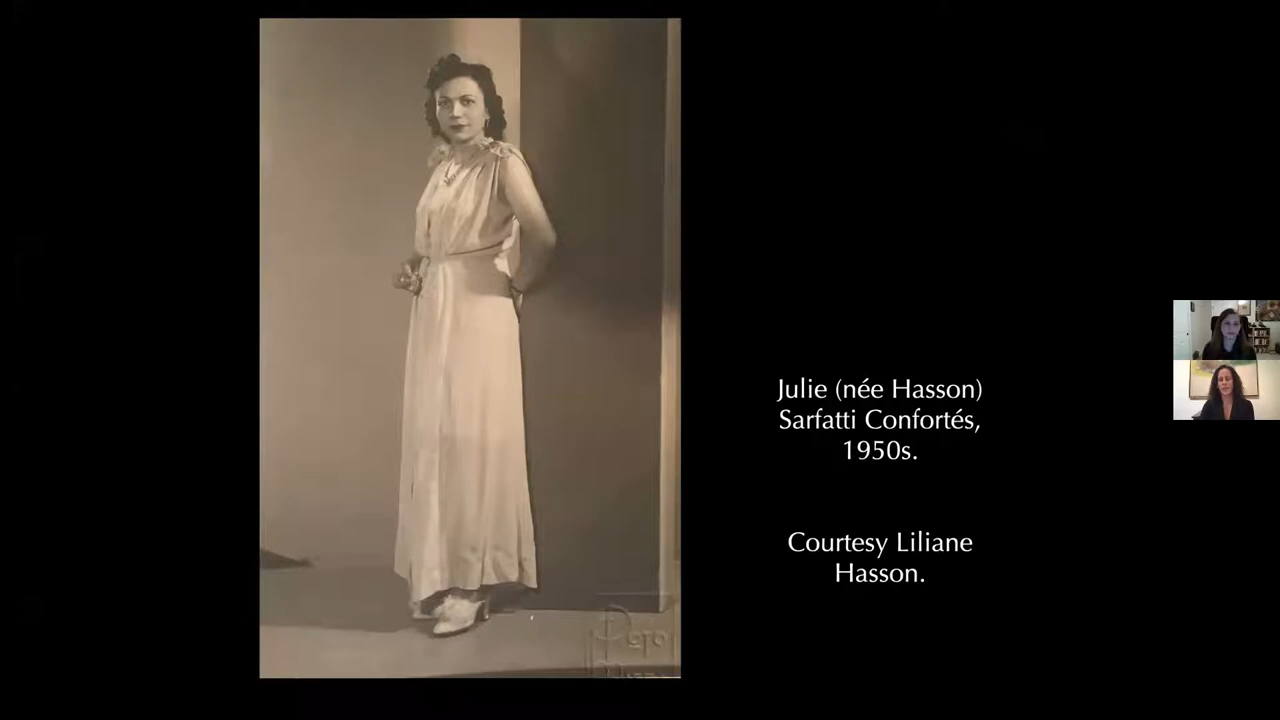 Julie (née Hasson)
Sarfatti Confortés,
1950s.
Courtesy Liliane
Hasson.